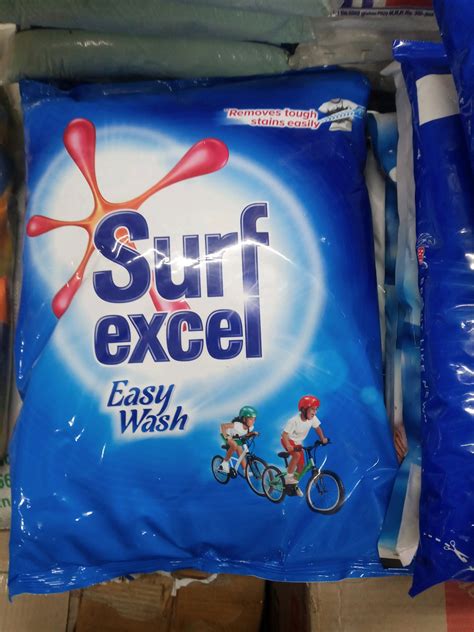 Removes tough
stains easily
Surf
excel
Easy
Wash